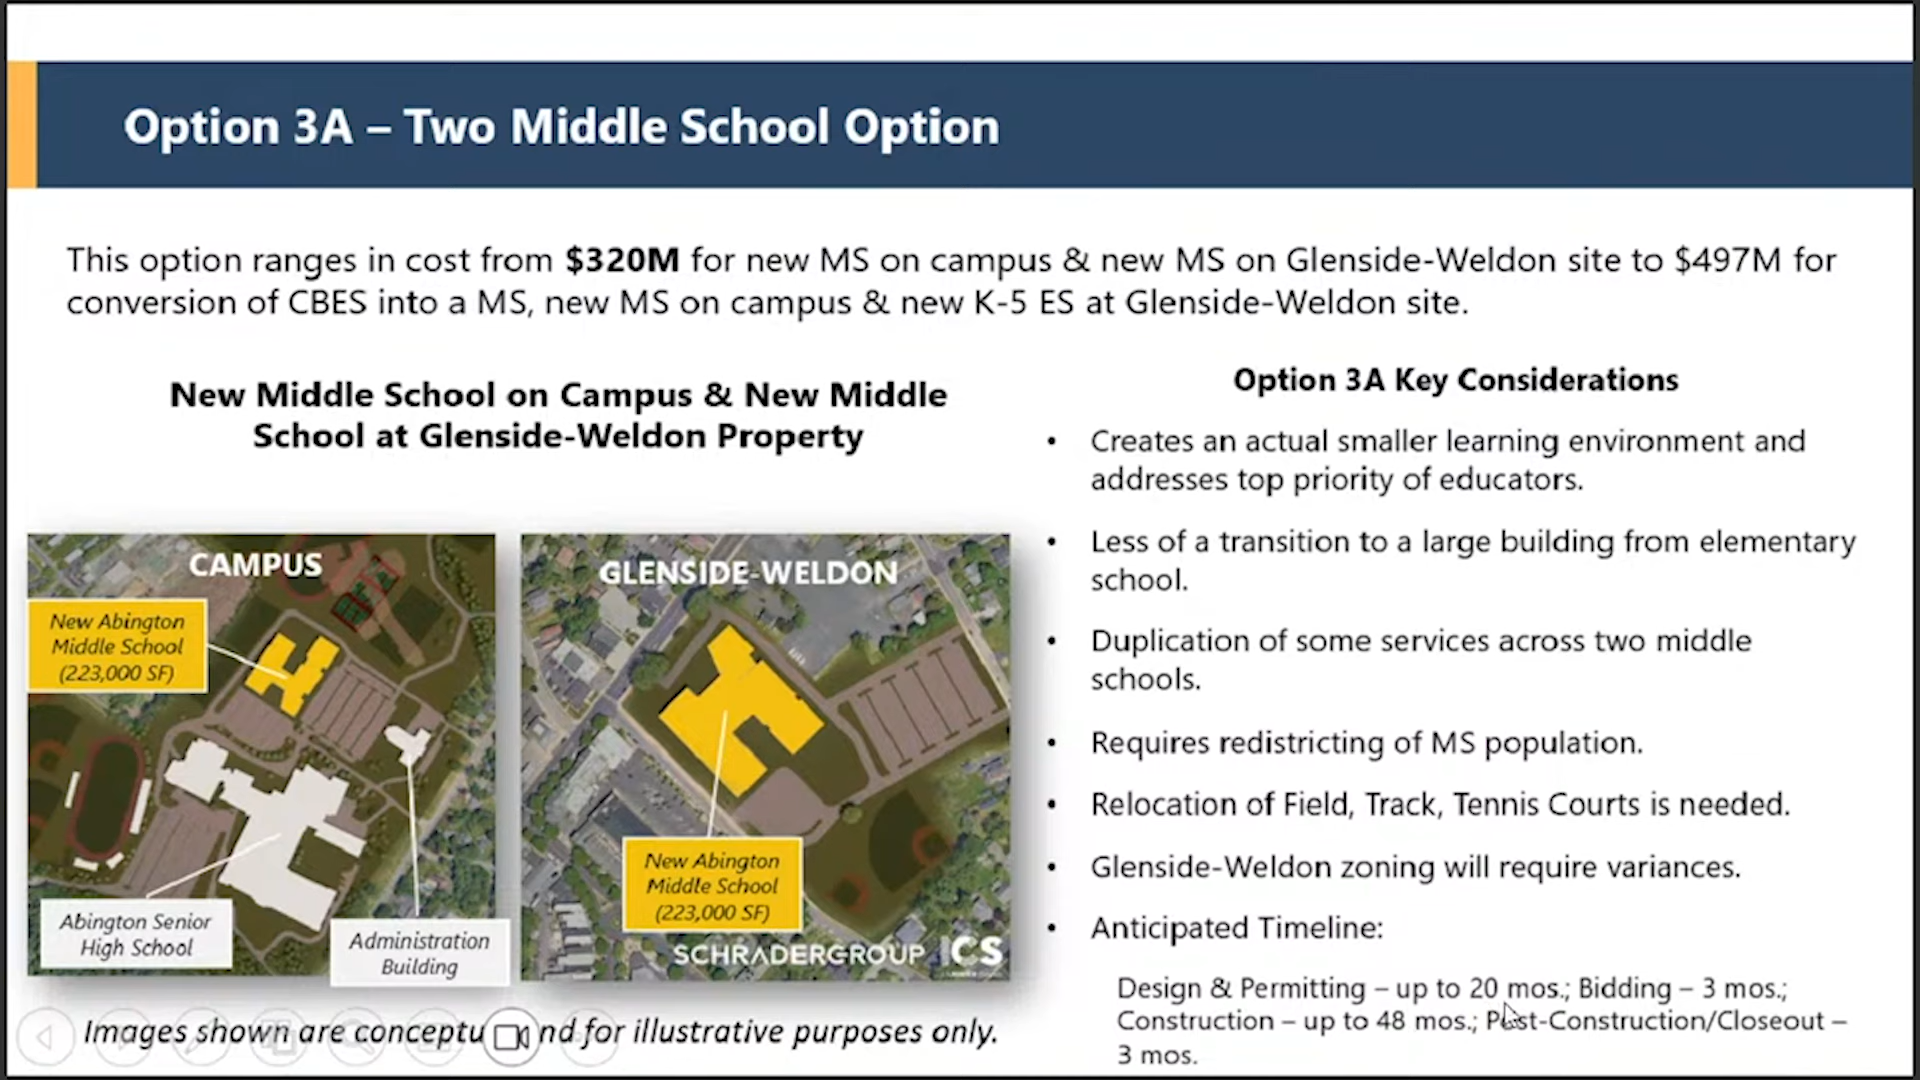 Option 3A – Two Middle School Option
This option ranges in cost from $320M for new MS on campus & new MS on Glenside-Weldon site to $497M for
conversion of CBES into a MS, new MS on campus & new K-5 ES at Glenside-Weldon site.
New Middle School on Campus & New Middle
School at Glenside-Weldon Property
CAMPUS
New Abington
Middle School
(223,000 SF)
Abington Senior
High School
Administration
Building
GLENSIDE-WELDON
New Abington
Middle School
(223,000 SF)
SCHRADERGROUP ICS
Images shown are conceptu nd for illustrative purposes only.
Option 3A Key Considerations
• Creates an actual smaller learning environment and
addresses top priority of educators.
• Less of a transition to a large building from elementary
school.
• Duplication of some services across two middle
schools.
• Requires redistricting of MS population.
• Relocation of Field, Track, Tennis Courts is needed.
• Glenside-Weldon zoning will require variances.
• Anticipated Timeline:
Design & Permitting – up to 20 mos.; Bidding – 3 mos.;
Construction – up to 48 mos.; Post-Construction/Closeout –
3 mos.